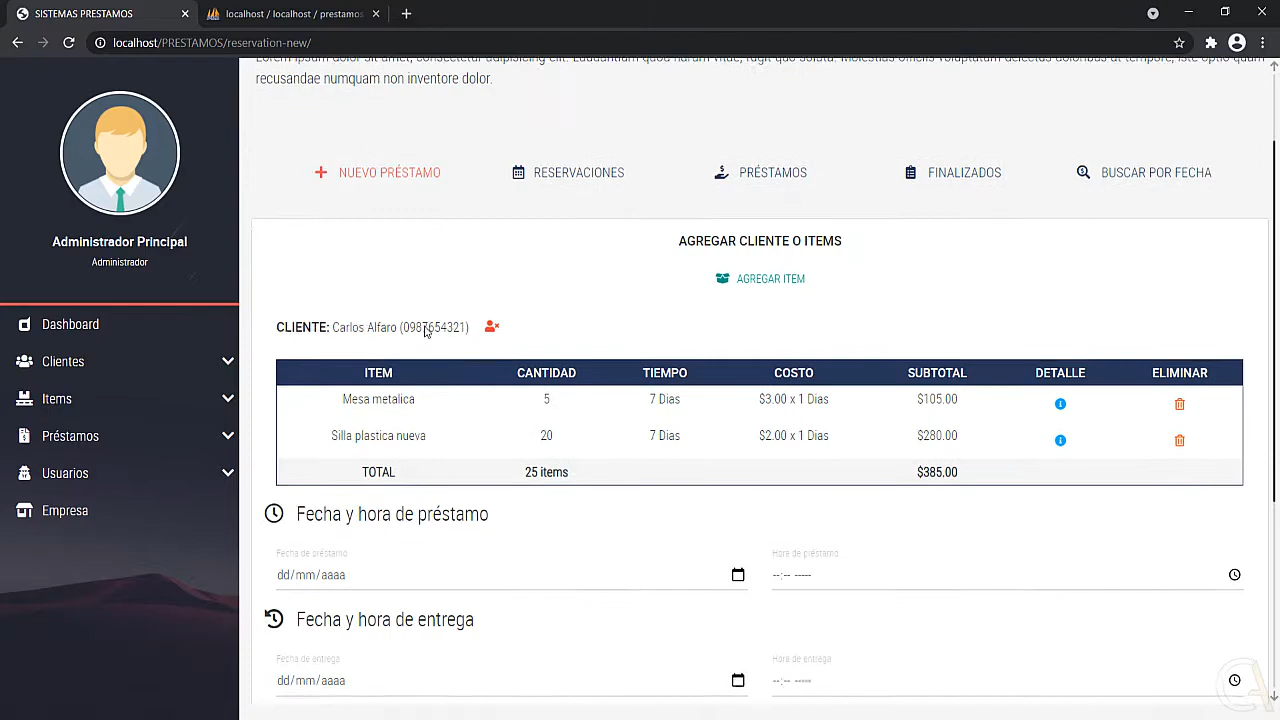 SISTEMAS PRESTAMOS
localhost / localhost / prestamos
localhost/PRESTAMOS/reservation-new/
recusandae numquam non inventore dolor.
NUEVO PRÉSTAMO
RESERVACIONES
PRÉSTAMOS
FINALIZADOS
BUSCAR POR FECHA
Administrador Principal
Administrador
Dashboard
Clientes
Items
Préstamos
Usuarios
Empresa
AGREGAR CLIENTE O ITEMS
AGREGAR ITEM
CLIENTE: Carlos Alfaro (0987654321)
ITEM CANTIDAD TIEMPO COSTO SUBTOTAL DETALLE ELIMINAR
Mesa metalica 5 7 Dias $3.00 x 1 Dias $105.00
Silla plastica nueva 20 7 Dias $2.00 x 1 Dias $280.00
TOTAL 25 items $385.00
Fecha y hora de préstamo
Fecha de préstamo Hora de préstamo
dd/mm/aaaa --:-- -----
Fecha y hora de entrega
Fecha de entrega Hora de entrega
dd/mm/aaaa --:-- -----